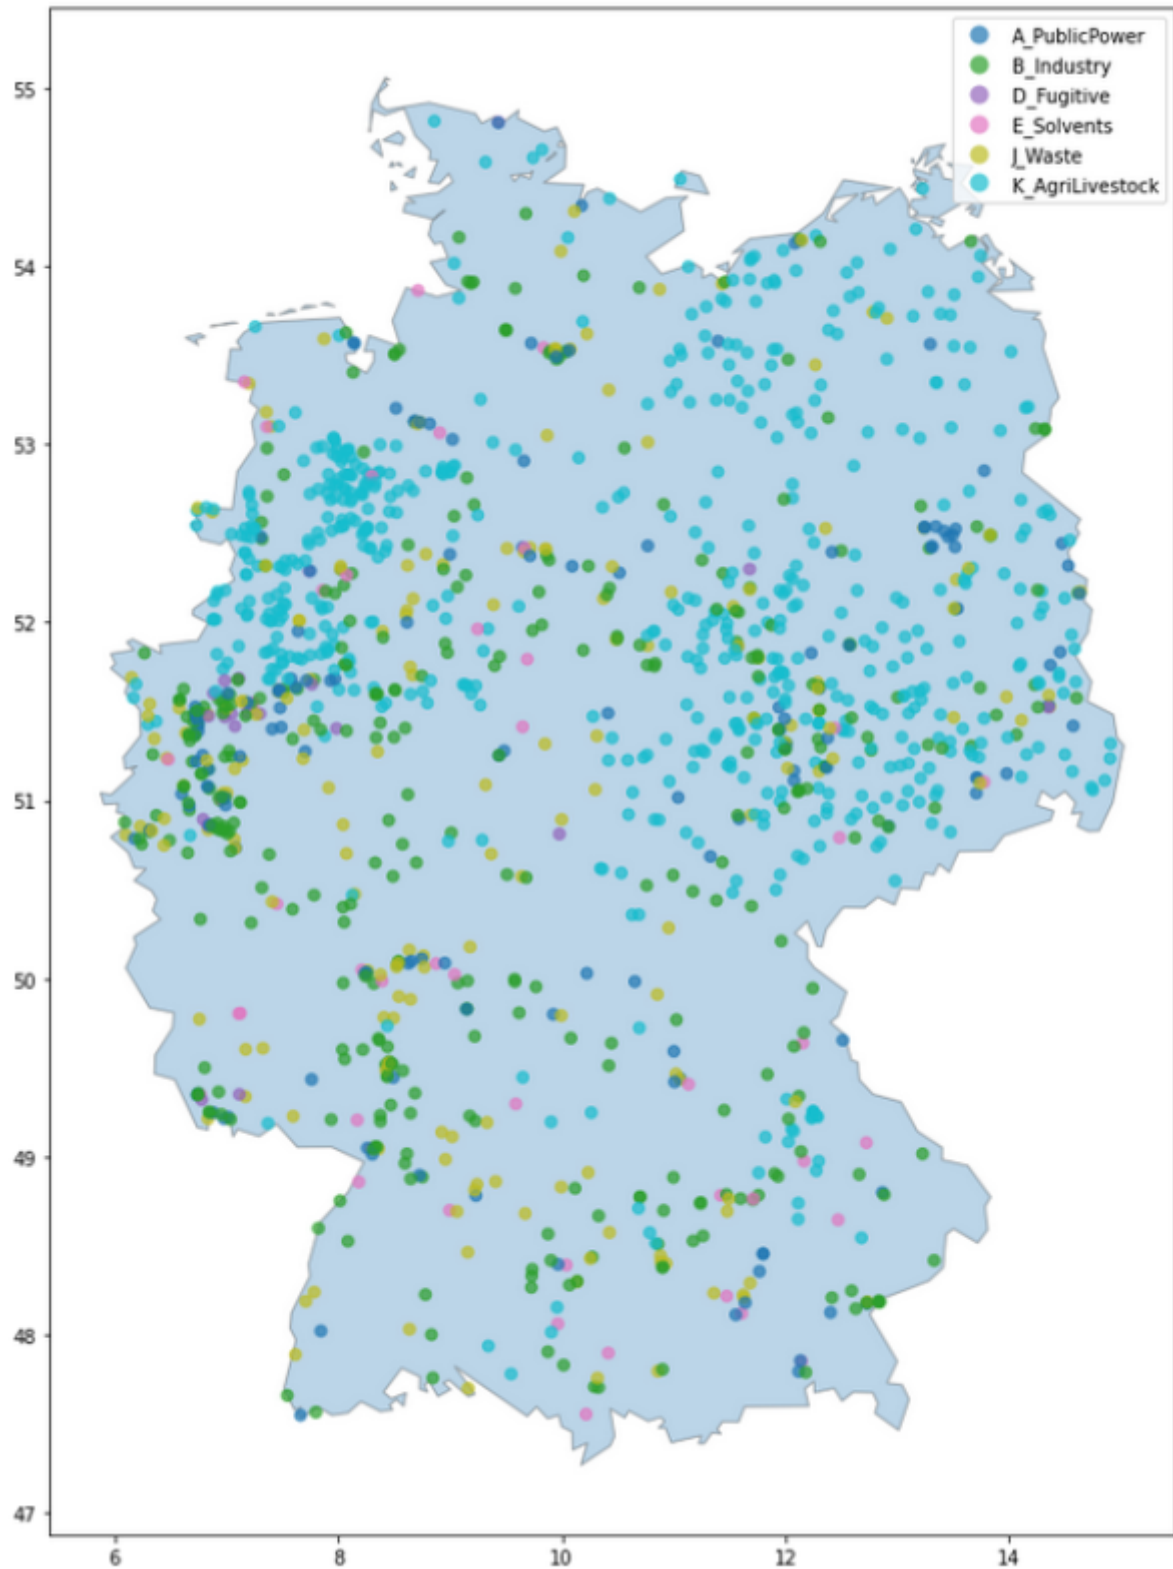 A_PublicPower
B_Industry
D_Fugitive
E_Solvents
J_Waste
K_AgriLivestock
55
54
53
52
51
50
49
48
47
6 8 10 12 14